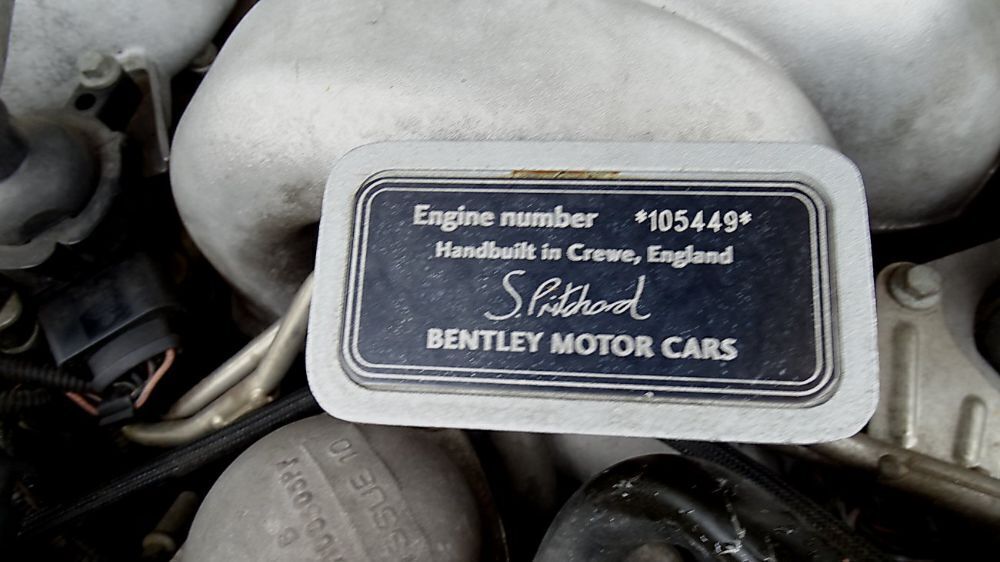 Engine number *105449*
Handbuilt in Crewe, England
S. Pritchard
BENTLEY MOTOR CARS
ISSUE 10